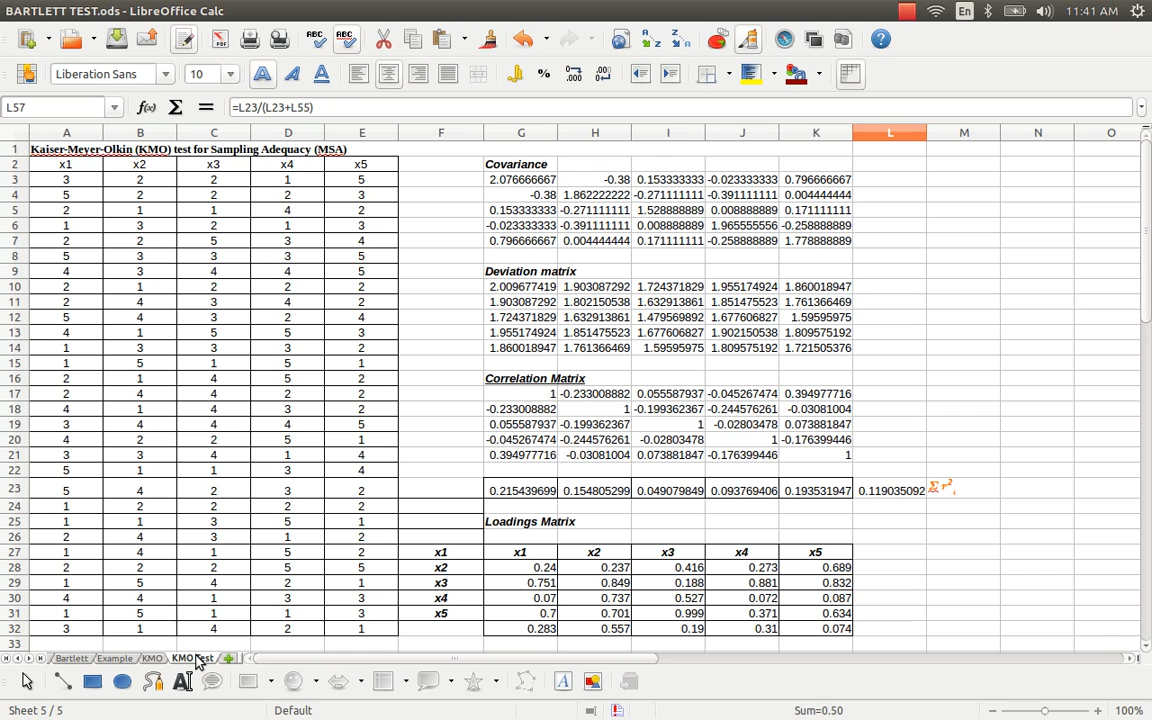 BARTLETT TEST.ods - LibreOffice Calc En 11:41 AM
Liberation Sans 10
L57 =L23/(L23+L55)
A B C D E F G H I J K L M N O
1 Kaiser-Meyer-Olkin (KMO) test for Sampling Adequacy (MSA)
2 x1 x2 x3 x4 x5 Covariance
3 3 2 2 1 5 2.076666667 -0.38 0.153333333 -0.023333333 0.796666667
4 5 2 2 2 3 -0.38 1.862222222 -0.271111111 -0.391111111 0.004444444
5 2 1 1 4 2 0.153333333 -0.271111111 1.528888889 0.008888889 0.171111111
6 1 3 2 1 3 -0.023333333 -0.391111111 0.008888889 1.965555556 -0.258888889
7 2 2 5 3 4 0.796666667 0.004444444 0.171111111 -0.258888889 1.778888889
8 5 3 3 3 5
9 4 3 4 4 5 Deviation matrix
10 2 1 2 2 2 2.009677419 1.903087292 1.724371829 1.955174924 1.860018947
11 2 4 3 4 2 1.903087292 1.802150538 1.632913861 1.851475523 1.761366469
12 5 4 3 2 4 1.724371829 1.632913861 1.479569892 1.677606827 1.59595975
13 4 1 5 5 3 1.955174924 1.851475523 1.677606827 1.902150538 1.809575192
14 1 3 3 3 2 1.860018947 1.761366469 1.59595975 1.809575192 1.721505376
15 1 5 1 5 1
16 2 1 4 5 2 Correlation Matrix
17 2 4 4 2 2 1 -0.233008882 0.055587937 -0.045267474 0.394977716
18 4 1 4 3 2 -0.233008882 1 -0.199362367 -0.244576261 -0.03081004
19 3 4 4 4 5 0.055587937 -0.199362367 1 -0.02803478 0.073881847
20 4 2 2 5 1 -0.045267474 -0.244576261 -0.02803478 1 -0.176399446
21 3 3 4 1 4 0.394977716 -0.03081004 0.073881847 -0.176399446 1
22 5 1 1 3 4
23 5 4 2 3 2 0.215439699 0.154805299 0.049079849 0.093769406 0.193531947 0.119035092 Σ r²
24 1 2 2 2 2
25 1 1 3 5 1 Loadings Matrix
26 2 4 3 1 2
27 1 4 1 5 2 x1 x1 x2 x3 x4 x5
28 2 2 2 5 5 x2 0.24 0.237 0.416 0.273 0.689
29 1 5 4 2 1 x3 0.751 0.849 0.188 0.881 0.832
30 4 4 1 3 3 x4 0.07 0.737 0.527 0.072 0.087
31 1 5 1 1 3 x5 0.7 0.701 0.999 0.371 0.634
32 3 1 4 2 1 0.283 0.557 0.19 0.31 0.074
33
Bartlett Example KMO
Sheet 5 / 5 Default Sum=0.50 100%